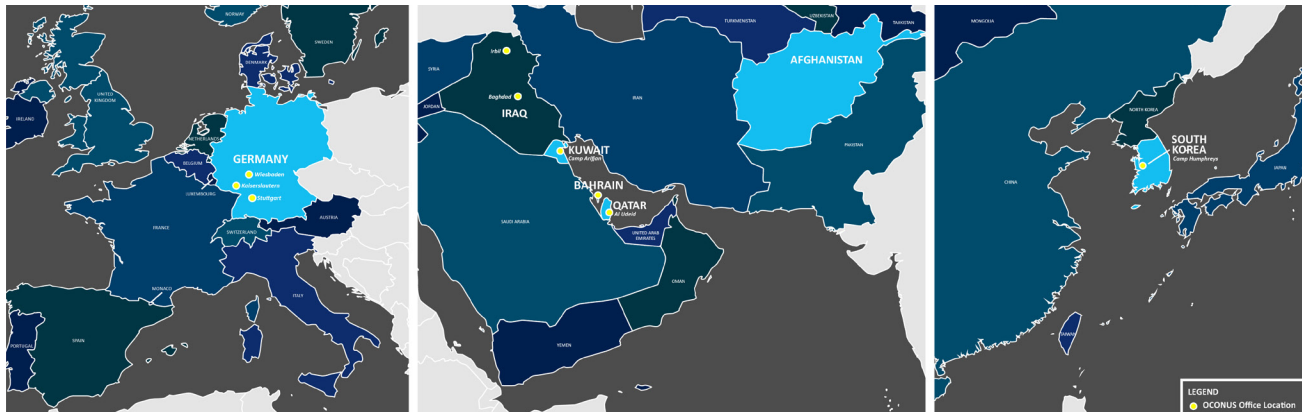 NORWAY
SWEDEN
DENMARK
UNITED
KINGDOM
IRELAND
NETHERLANDS
BELGIUM
GERMANY
Wiesbaden
Kaiserslautern
Stuttgart
LUXEMBOURG
AUSTRIA
FRANCE
SWITZERLAND
MONACO
ITALY
SPAIN
PORTUGAL
TURKMENISTAN
UZBEKISTAN
TAJIKISTAN
SYRIA
Irbil
AFGHANISTAN
IRAN
Baghdad
JORDAN
IRAQ
PAKISTAN
KUWAIT
Camp Arifjan
BAHRAIN
QATAR
Al Udeid
SAUDI ARABIA
UNITED ARAB
EMIRATES
OMAN
YEMEN
MONGOLIA
NORTH KOREA
SOUTH
KOREA
Camp Humphreys
JAPAN
CHINA
TAIWAN
LEGEND
OCONUS Office Location